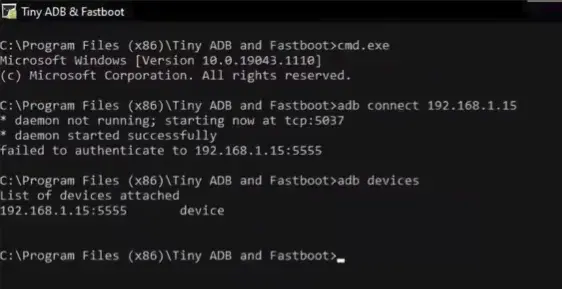 Tiny ADB & Fastboot
C:\Program Files (x86)\Tiny ADB and Fastboot>cmd.exe
Microsoft Windows [Version 10.0.19043.1110]
(c) Microsoft Corporation. All rights reserved.
C:\Program Files (x86)\Tiny ADB and Fastboot>adb connect 192.168.1.15
* daemon not running; starting now at tcp:5037
* daemon started successfully
failed to authenticate to 192.168.1.15:5555
C:\Program Files (x86)\Tiny ADB and Fastboot>adb devices
List of devices attached
192.168.1.15:5555 device
C:\Program Files (x86)\Tiny ADB and Fastboot>